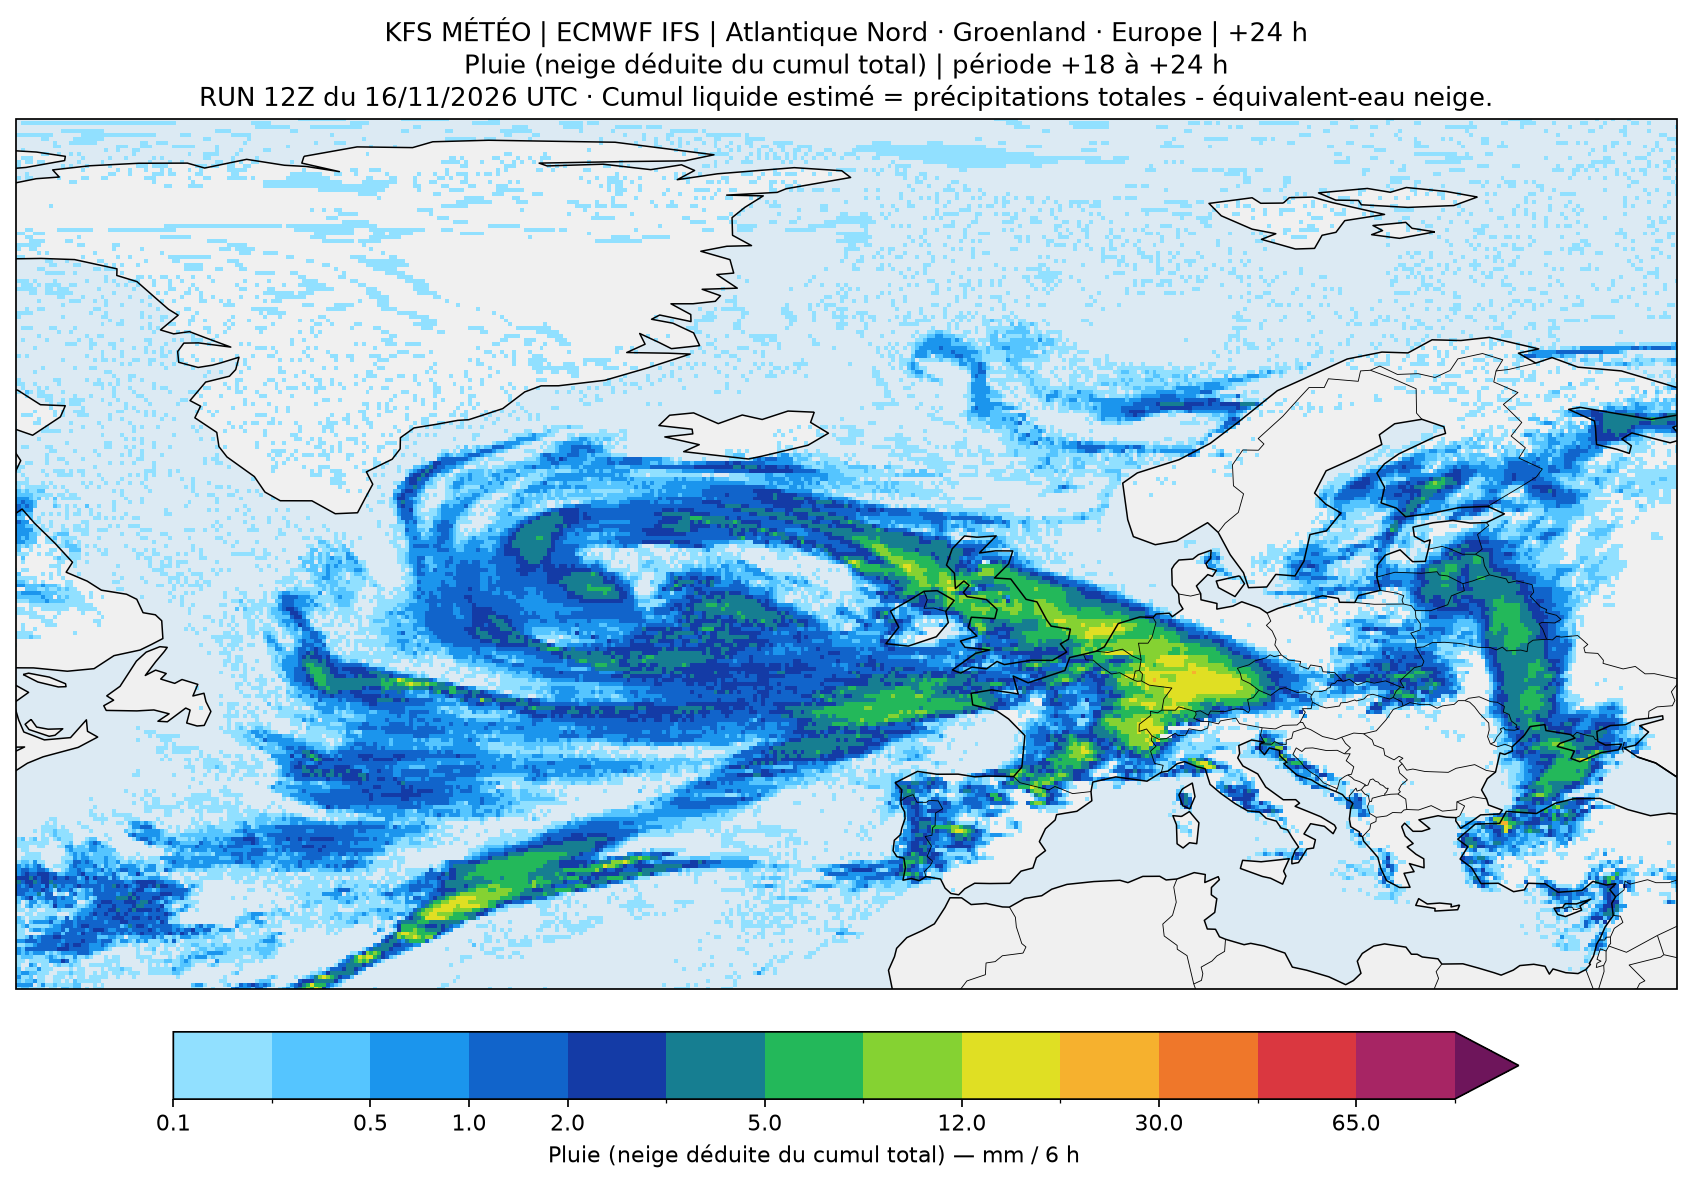 KFS MÉTÉO | ECMWF IFS | Atlantique Nord · Groenland · Europe | +24 h
Pluie (neige déduite du cumul total) | période +18 à +24 h
RUN 12Z du 16/11/2026 UTC · Cumul liquide estimé = précipitations totales - équivalent-eau neige.
0.1 0.5 1.0 2.0 5.0 12.0 30.0 65.0
Pluie (neige déduite du cumul total) — mm / 6 h